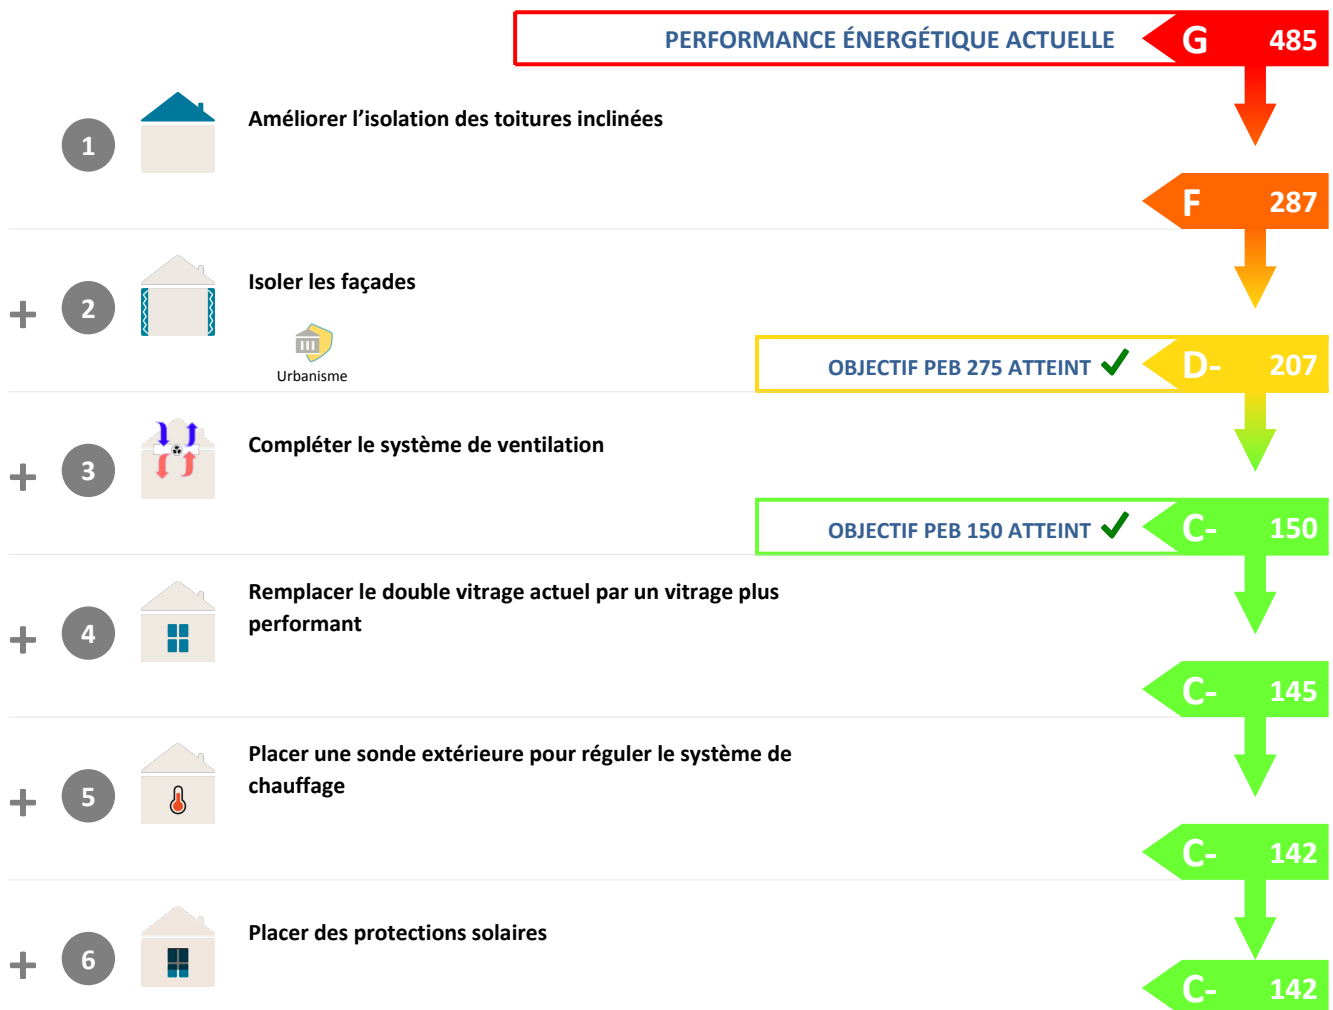 PERFORMANCE ÉNERGÉTIQUE ACTUELLE G 485
1 Améliorer l’isolation des toitures inclinées
F 287
+ 2 Isoler les façades
Urbanisme
OBJECTIF PEB 275 ATTEINT ✓ D- 207
+ 3 Compléter le système de ventilation
OBJECTIF PEB 150 ATTEINT ✓ C- 150
+ 4 Remplacer le double vitrage actuel par un vitrage plus
performant
C- 145
+ 5 Placer une sonde extérieure pour réguler le système de
chauffage
C- 142
+ 6 Placer des protections solaires
C- 142